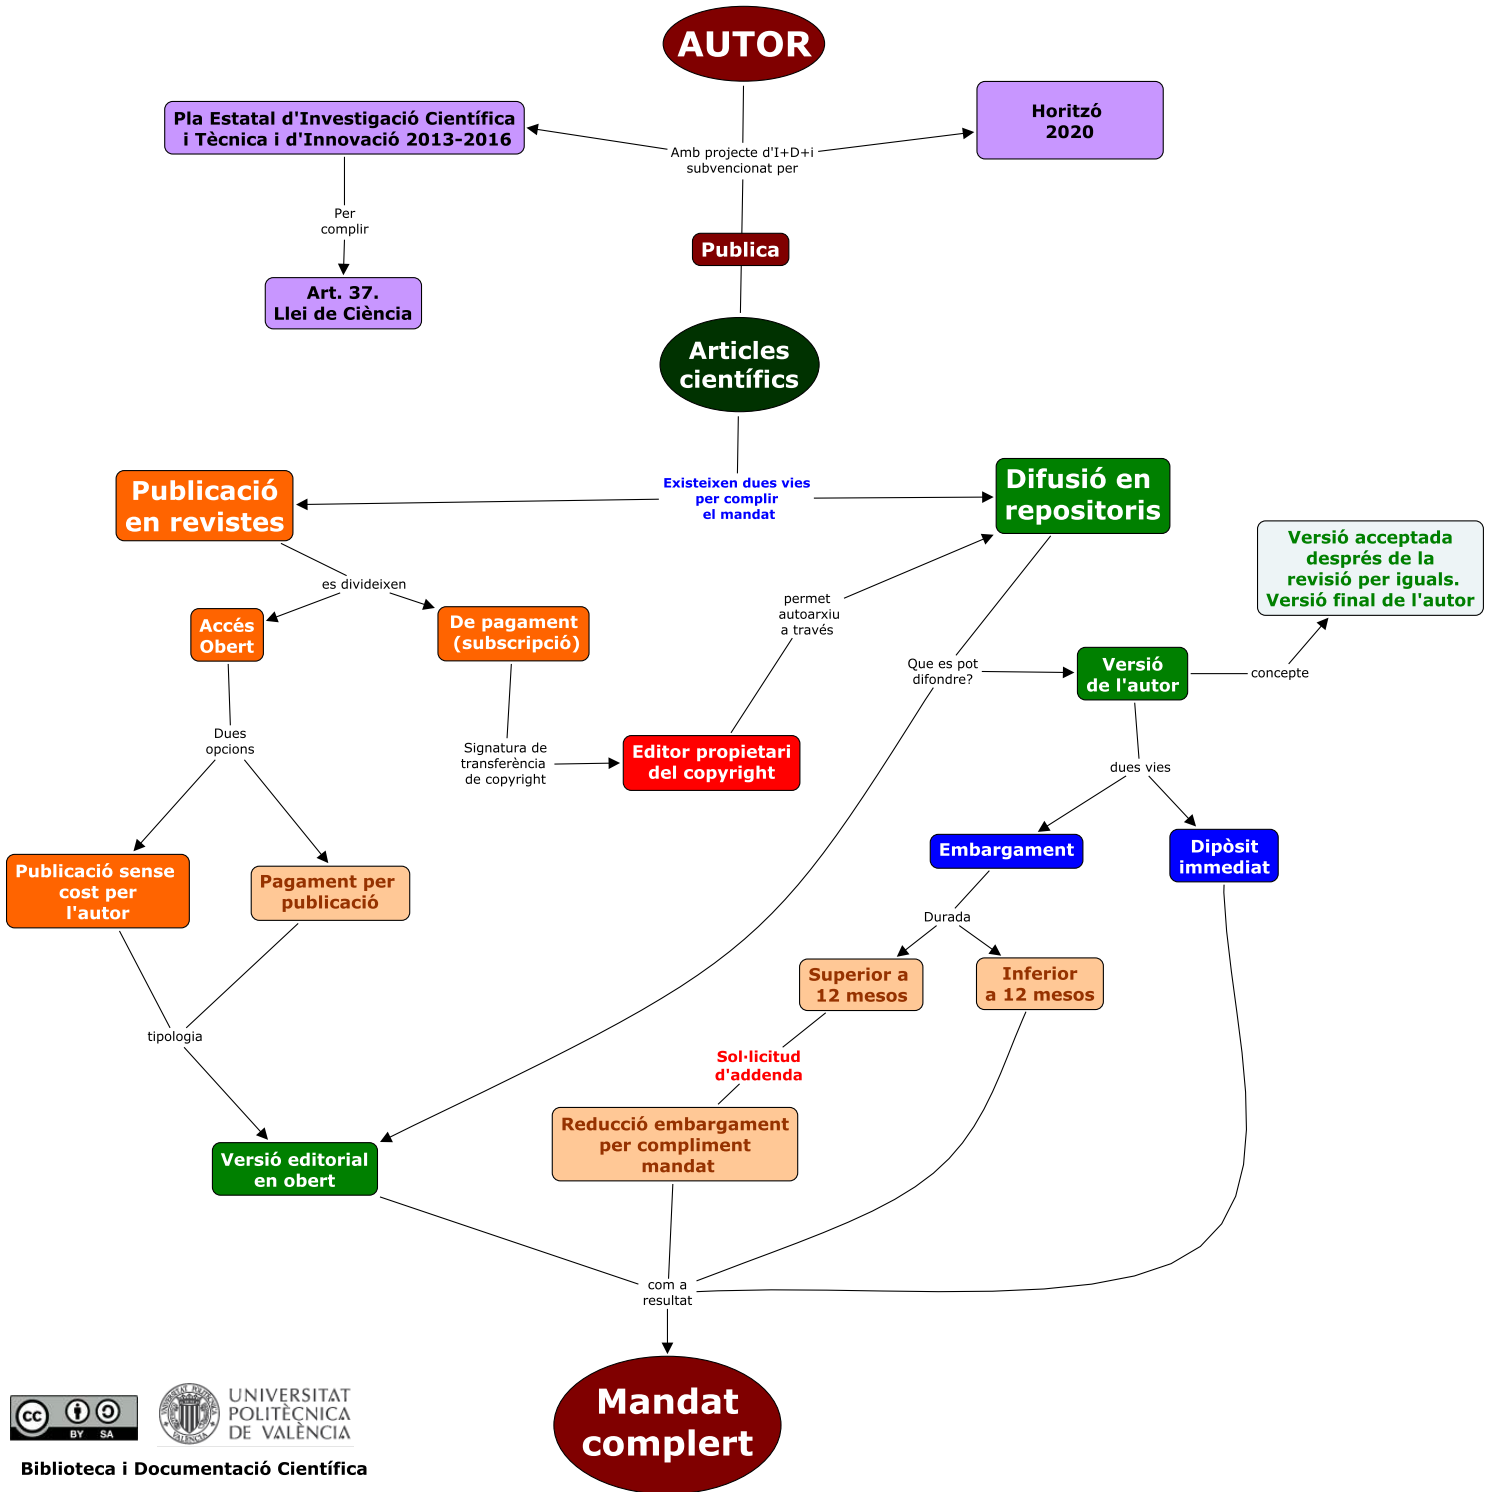 AUTOR
Pla Estatal d'Investigació Científica
i Tècnica i d'Innovació 2013-2016
Horitzó
2020
Amb projecte d'I+D+i
subvencionat per
Per
complir
Publica
Art. 37.
Llei de Ciència
Articles
científics
Existeixen dues vies
per complir
el mandat
Publicació
en revistes
Difusió en
repositoris
Versió acceptada
després de la
revisió per iguals.
Versió final de l'autor
es divideixen
permet
autoarxiu
a través
Accés
Obert
De pagament
(subscripció)
Que es pot
difondre?
Versió
de l'autor
concepte
Dues
opcions
Signatura de
transferència
de copyright
Editor propietari
del copyright
dues vies
Embargament
Dipòsit
immediat
Publicació sense
cost per
l'autor
Pagament per
publicació
Durada
Superior a
12 mesos
Inferior
a 12 mesos
tipologia
Sol·licitud
d'addenda
Reducció embargament
per compliment
mandat
Versió editorial
en obert
com a
resultat
Mandat
complert
cc
BY SA
UNIVERSITAT
POLITÈCNICA
DE VALÈNCIA
Biblioteca i Documentació Científica